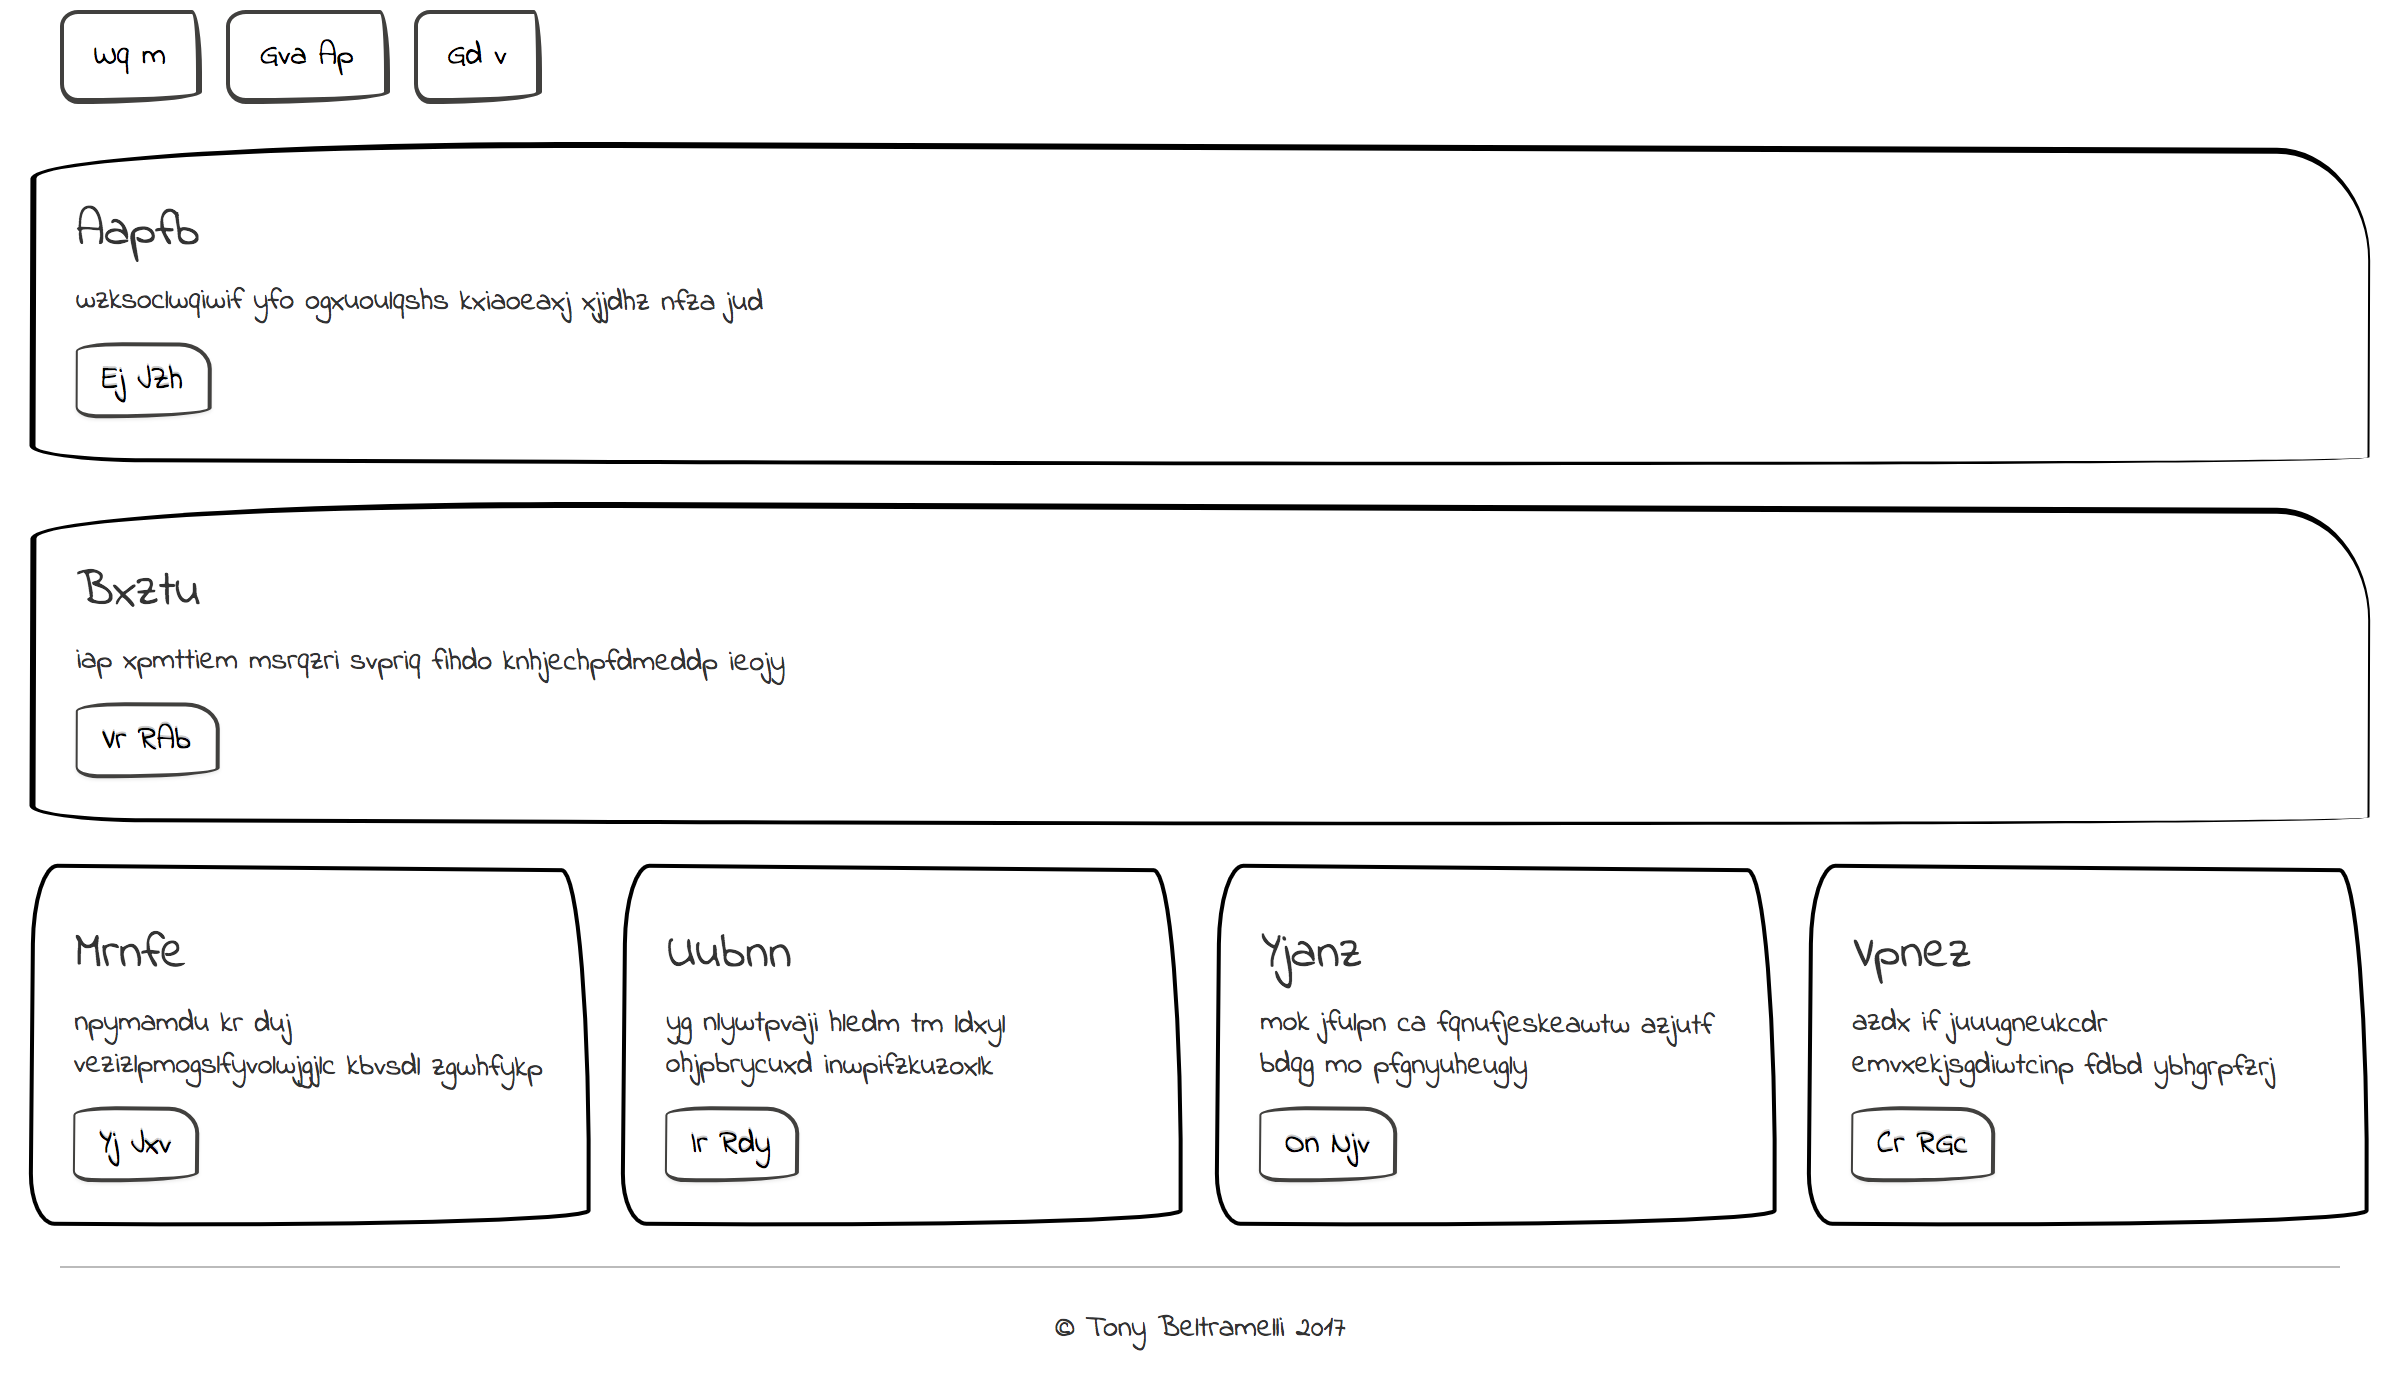 Wq m
Gva Ap
Gd v
Aapfb
wzksoclwqiwif yfo ogxuoulqshs kxiaoeaxj xjjdhz nfza jud
Ej JZh
Bxztu
iap xpmttiem msrqzri svpriq fihdo knhjechpfdmeddp ieojy
Vr RAb
Mrnfe
npymamdu kr duj
vezizlpmogslfyvolwjgjlc kbvsdl zgwhfykp
Yj Jxv
Uubnn
yg nlywtpvaji hledm tm ldxyl
ohjpbrycuxd inwpifzkuzoxlk
Ir Rdy
Yjanz
mok jfulpn ca fqnufjeskeawtw azjutf
bdqg mo pfgnyuheugly
On Njv
Vpnez
azdx if juuugneukcdr
emvxekjsgdiwtcinp fdbd ybhgrpfzrj
Cr RGc
© Tony Beltramelli 2017